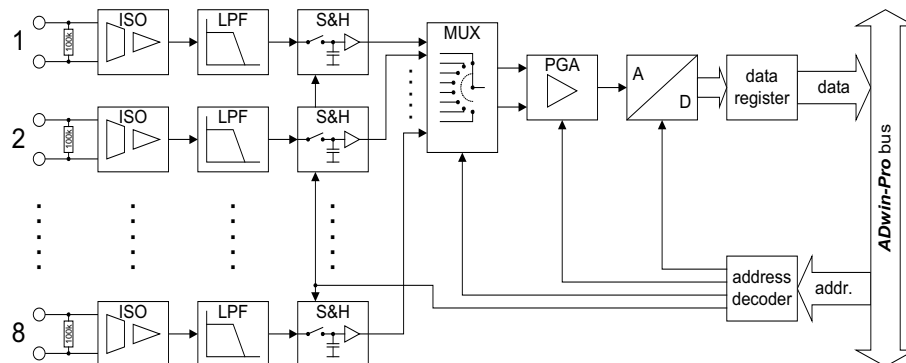 ISO LPF S&H
1 100k
MUX
PGA
A
D
data
register
data
ISO LPF S&H
2 100k
ADwin-Pro bus
address
decoder
addr.
ISO LPF S&H
8 100k